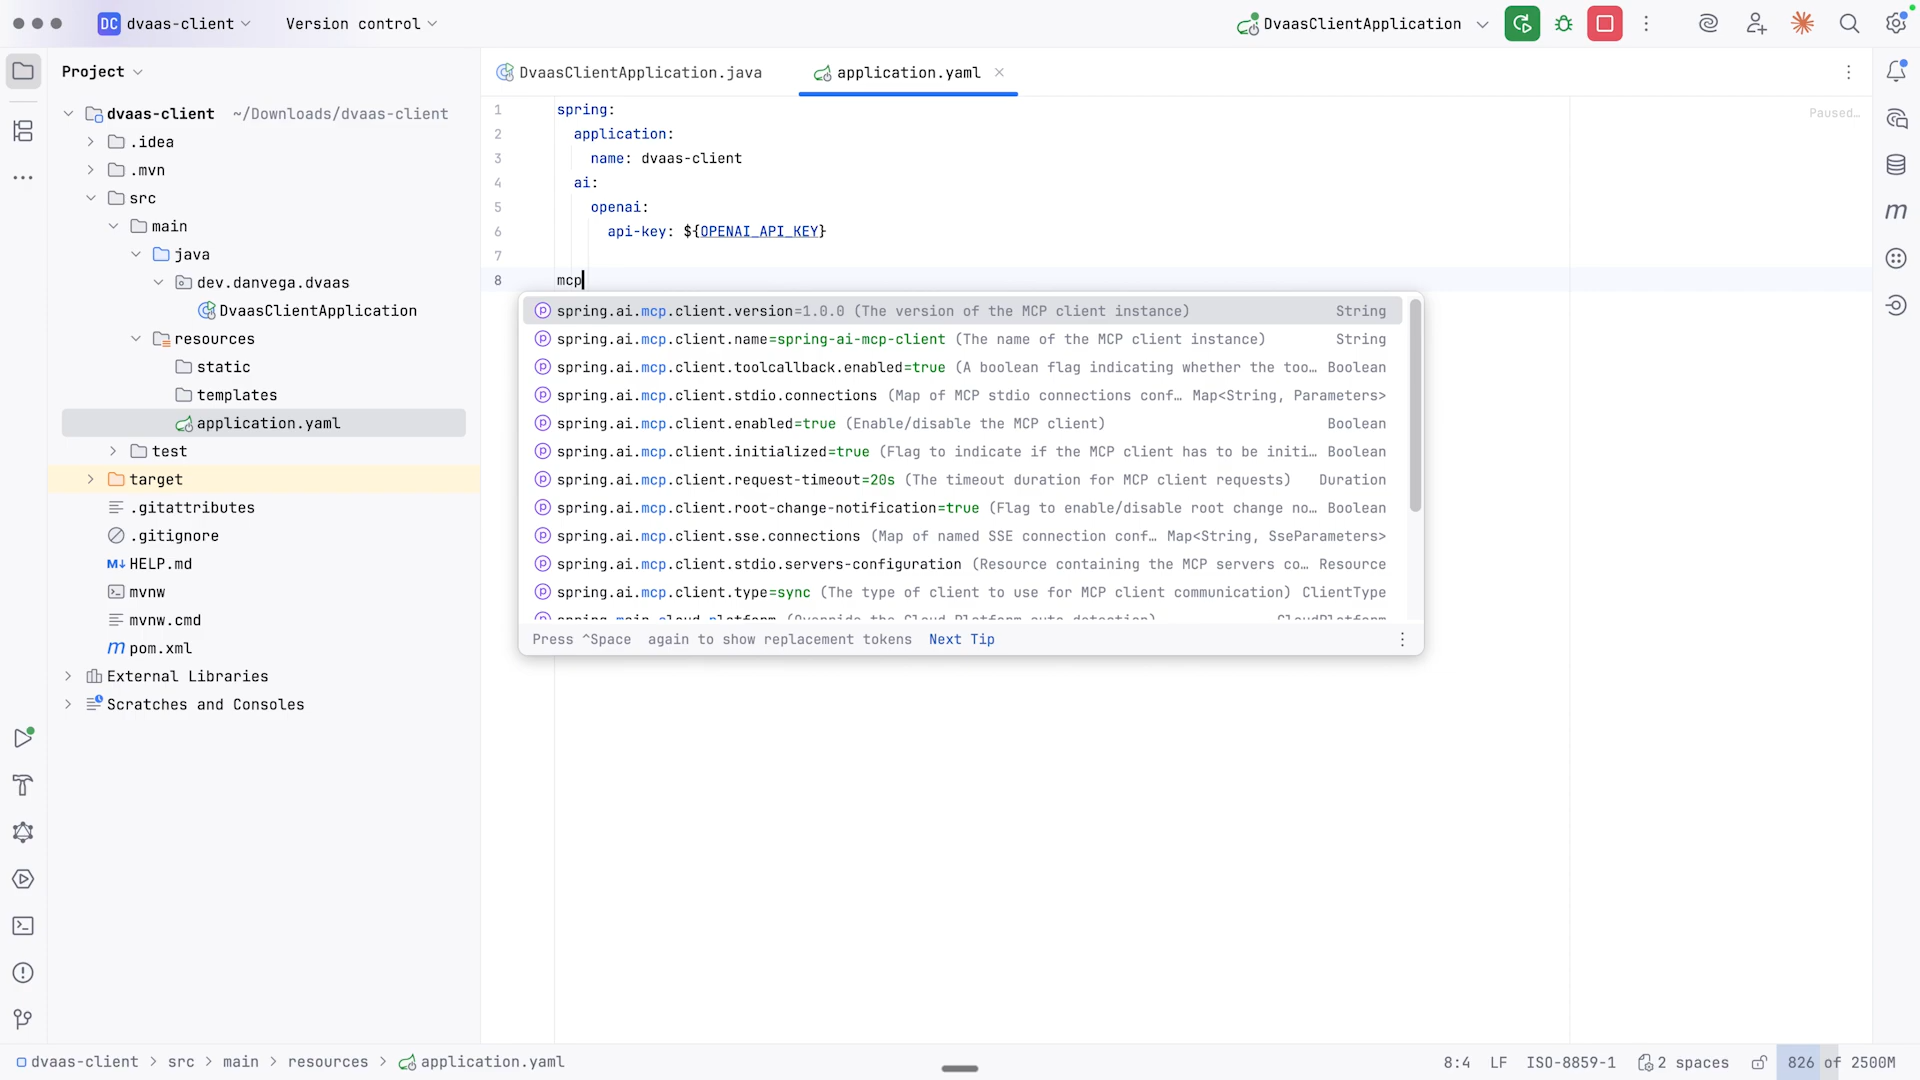 DC dvaas-client
Version control
DvaasClientApplication
Project
DvaasClientApplication.java
application.yaml
dvaas-client ~/Downloads/dvaas-client
.idea
.mvn
src
main
java
dev.danvega.dvaas
DvaasClientApplication
resources
static
templates
application.yaml
test
target
.gitattributes
.gitignore
M↓ HELP.md
mvnw
mvnw.cmd
m pom.xml
External Libraries
Scratches and Consoles
Paused…
1 spring:
2 application:
3 name: dvaas-client
4 ai:
5 openai:
6 api-key: ${OPENAI_API_KEY}
7
8 mcp
spring.ai.mcp.client.version=1.0.0 (The version of the MCP client instance) String
spring.ai.mcp.client.name=spring-ai-mcp-client (The name of the MCP client instance) String
spring.ai.mcp.client.toolcallback.enabled=true (A boolean flag indicating whether the too… Boolean
spring.ai.mcp.client.stdio.connections (Map of MCP stdio connections conf… Map<String, Parameters>
spring.ai.mcp.client.enabled=true (Enable/disable the MCP client) Boolean
spring.ai.mcp.client.initialized=true (Flag to indicate if the MCP client has to be initi… Boolean
spring.ai.mcp.client.request-timeout=20s (The timeout duration for MCP client requests) Duration
spring.ai.mcp.client.root-change-notification=true (Flag to enable/disable root change no… Boolean
spring.ai.mcp.client.sse.connections (Map of named SSE connection conf… Map<String, SseParameters>
spring.ai.mcp.client.stdio.servers-configuration (Resource containing the MCP servers co… Resource
spring.ai.mcp.client.type=sync (The type of client to use for MCP client communication) ClientType
spring.main.cloud-platform (Override the Cloud Platform auto-detection) CloudPlatform
Press ^Space again to show replacement tokens Next Tip
m
dvaas-client > src > main > resources > application.yaml
8:4 LF ISO-8859-1 2 spaces 826 of 2500M